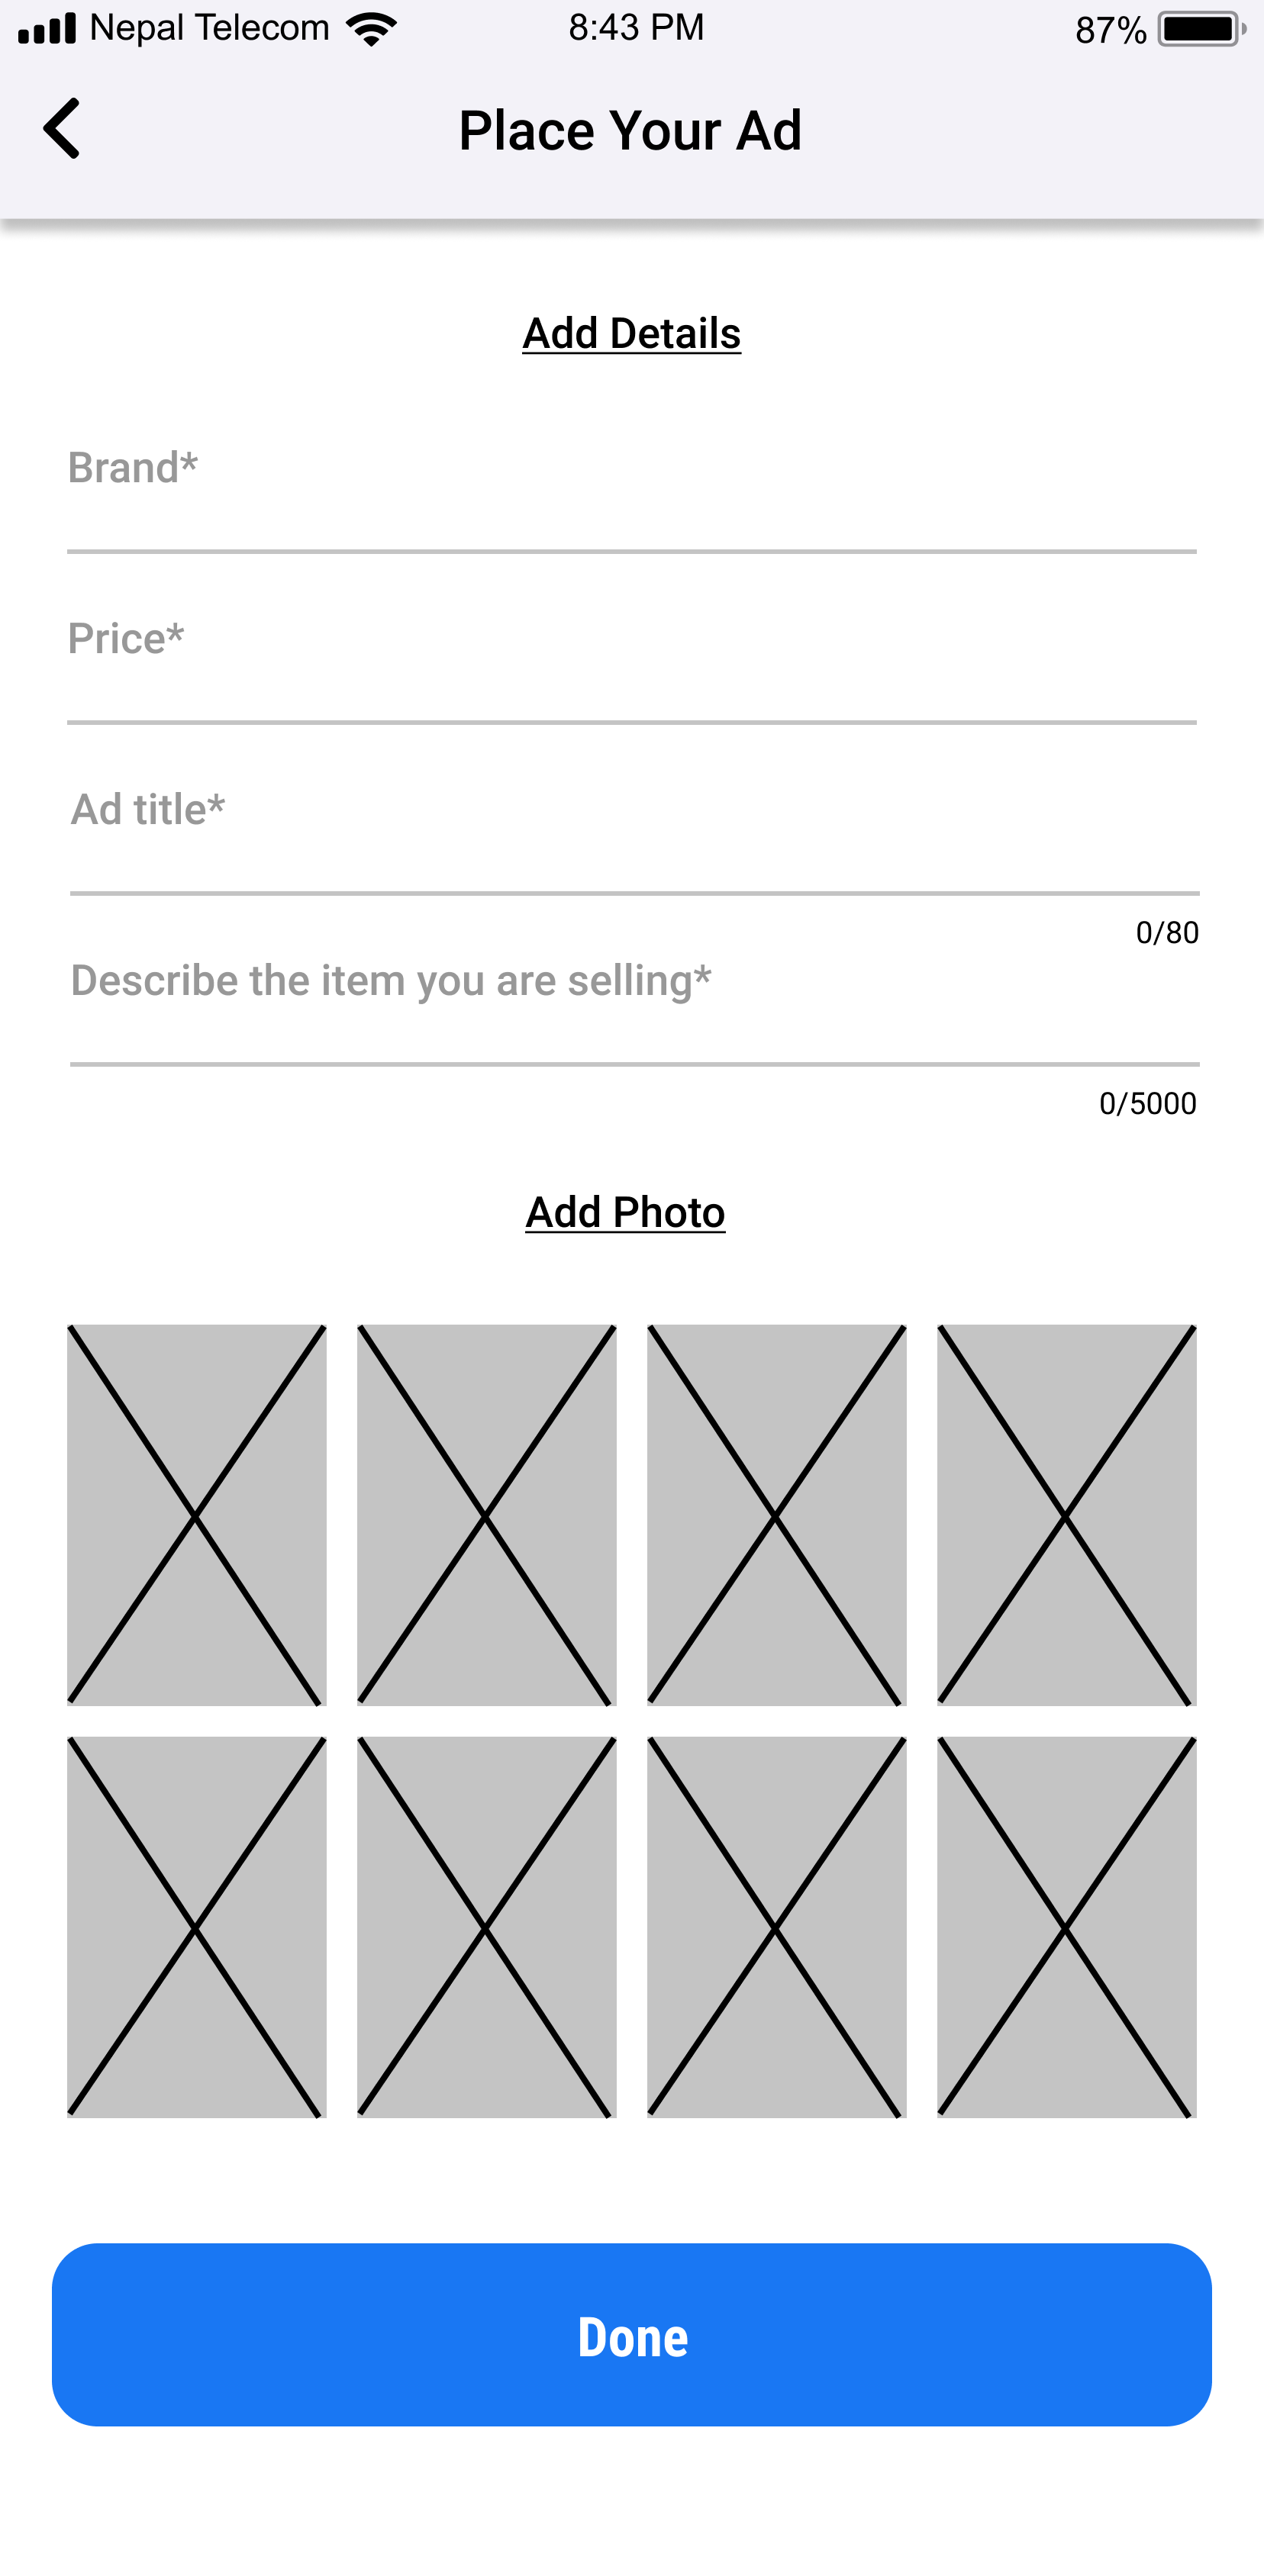 Nepal Telecom 8:43 PM 87%
Place Your Ad
Add Details
Brand*
Price*
Ad title*
0/80
Describe the item you are selling*
0/5000
Add Photo
Done